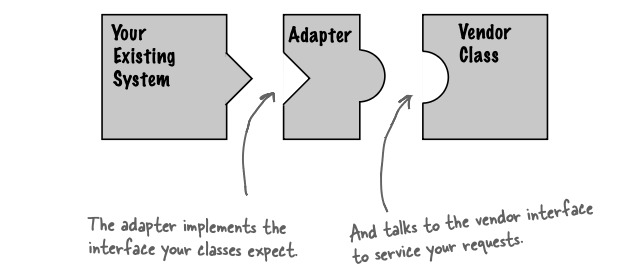 Your
Existing
System
Adapter
Vendor
Class
The adapter implements the
interface your classes expect.
And talks to the vendor interface
to service your requests.